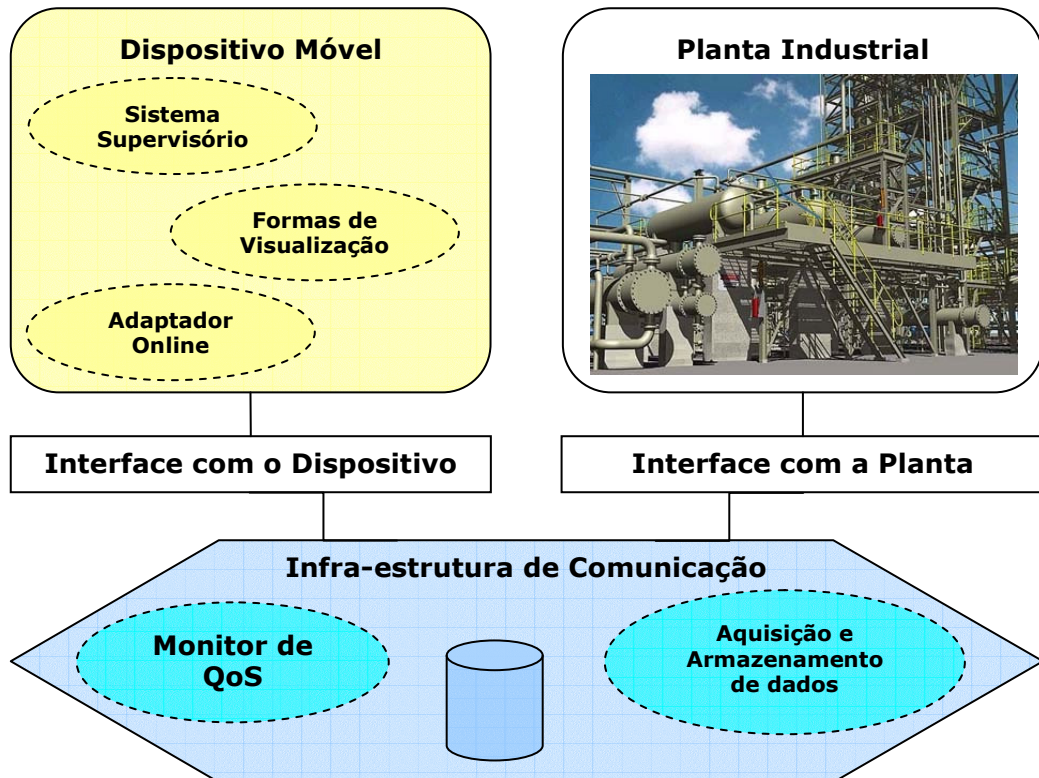 Dispositivo Móvel
Sistema
Supervisório
Formas de
Visualização
Adaptador
Online
Planta Industrial
Interface com o Dispositivo
Interface com a Planta
Infra-estrutura de Comunicação
Monitor de
QoS
Aquisição e
Armazenamento
de dados